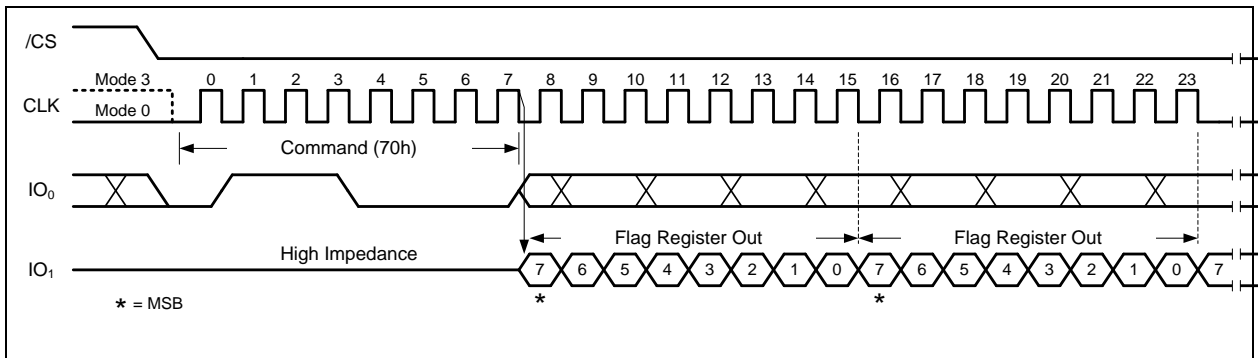 /CS
Mode 3
0 1 2 3 4 5 6 7 8 9 10 11 12 13 14 15 16 17 18 19 20 21 22 23
CLK
Mode 0
Command (70h)
IO0
Flag Register Out Flag Register Out
High Impedance
IO1
7 6 5 4 3 2 1 0 7 6 5 4 3 2 1 0 7
* *
* = MSB